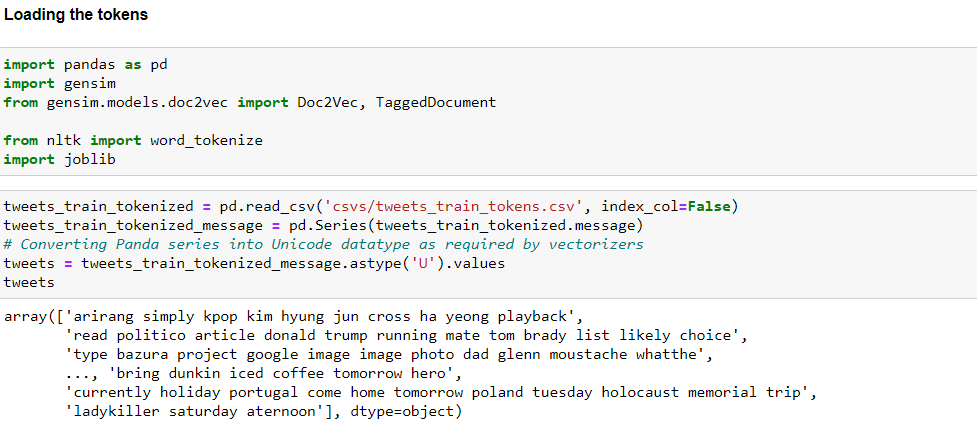 Loading the tokens
import pandas as pd
import gensim
from gensim.models.doc2vec import Doc2Vec, TaggedDocument
from nltk import word_tokenize
import joblib
tweets_train_tokenized = pd.read_csv('csvs/tweets_train_tokens.csv', index_col=False)
tweets_train_tokenized_message = pd.Series(tweets_train_tokenized.message)
# Converting Panda series into Unicode datatype as required by vectorizers
tweets = tweets_train_tokenized_message.astype('U').values
tweets
array(['arirang simply kpop kim hyung jun cross ha yeong playback',
'read politico article donald trump running mate tom brady list likely choice',
'type bazura project google image image photo dad glenn moustache whatthe',
..., 'bring dunkin iced coffee tomorrow hero',
'currently holiday portugal come home tomorrow poland tuesday holocaust memorial trip',
'ladykiller saturday aternoon'], dtype=object)